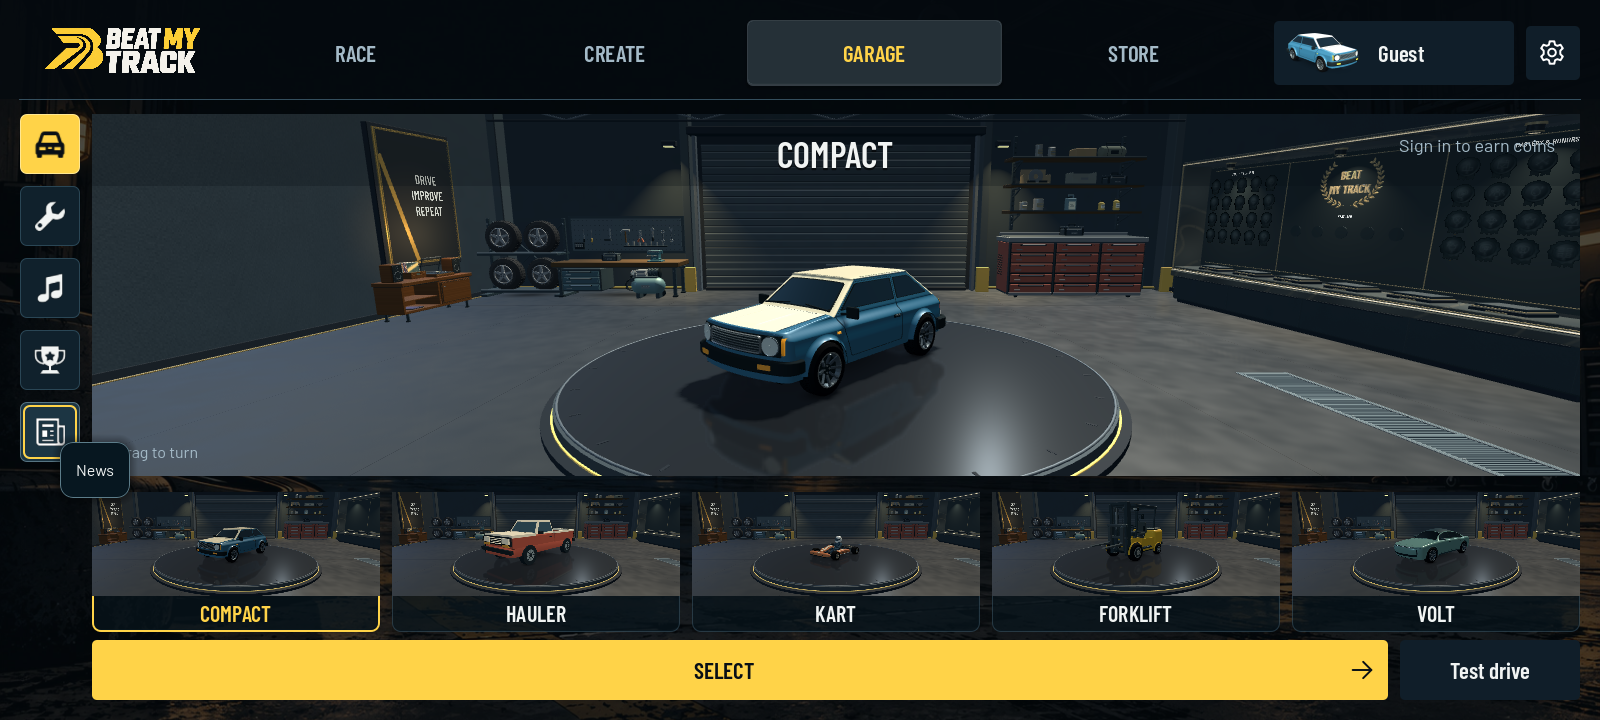 BEAT MY
TRACK
RACE
CREATE
GARAGE
STORE
Guest
COMPACT
Sign in to earn coins
DRIVE
IMPROVE
REPEAT
BEAT
MY TRACK
ag to turn
News
COMPACT
HAULER
KART
FORKLIFT
VOLT
SELECT
Test drive